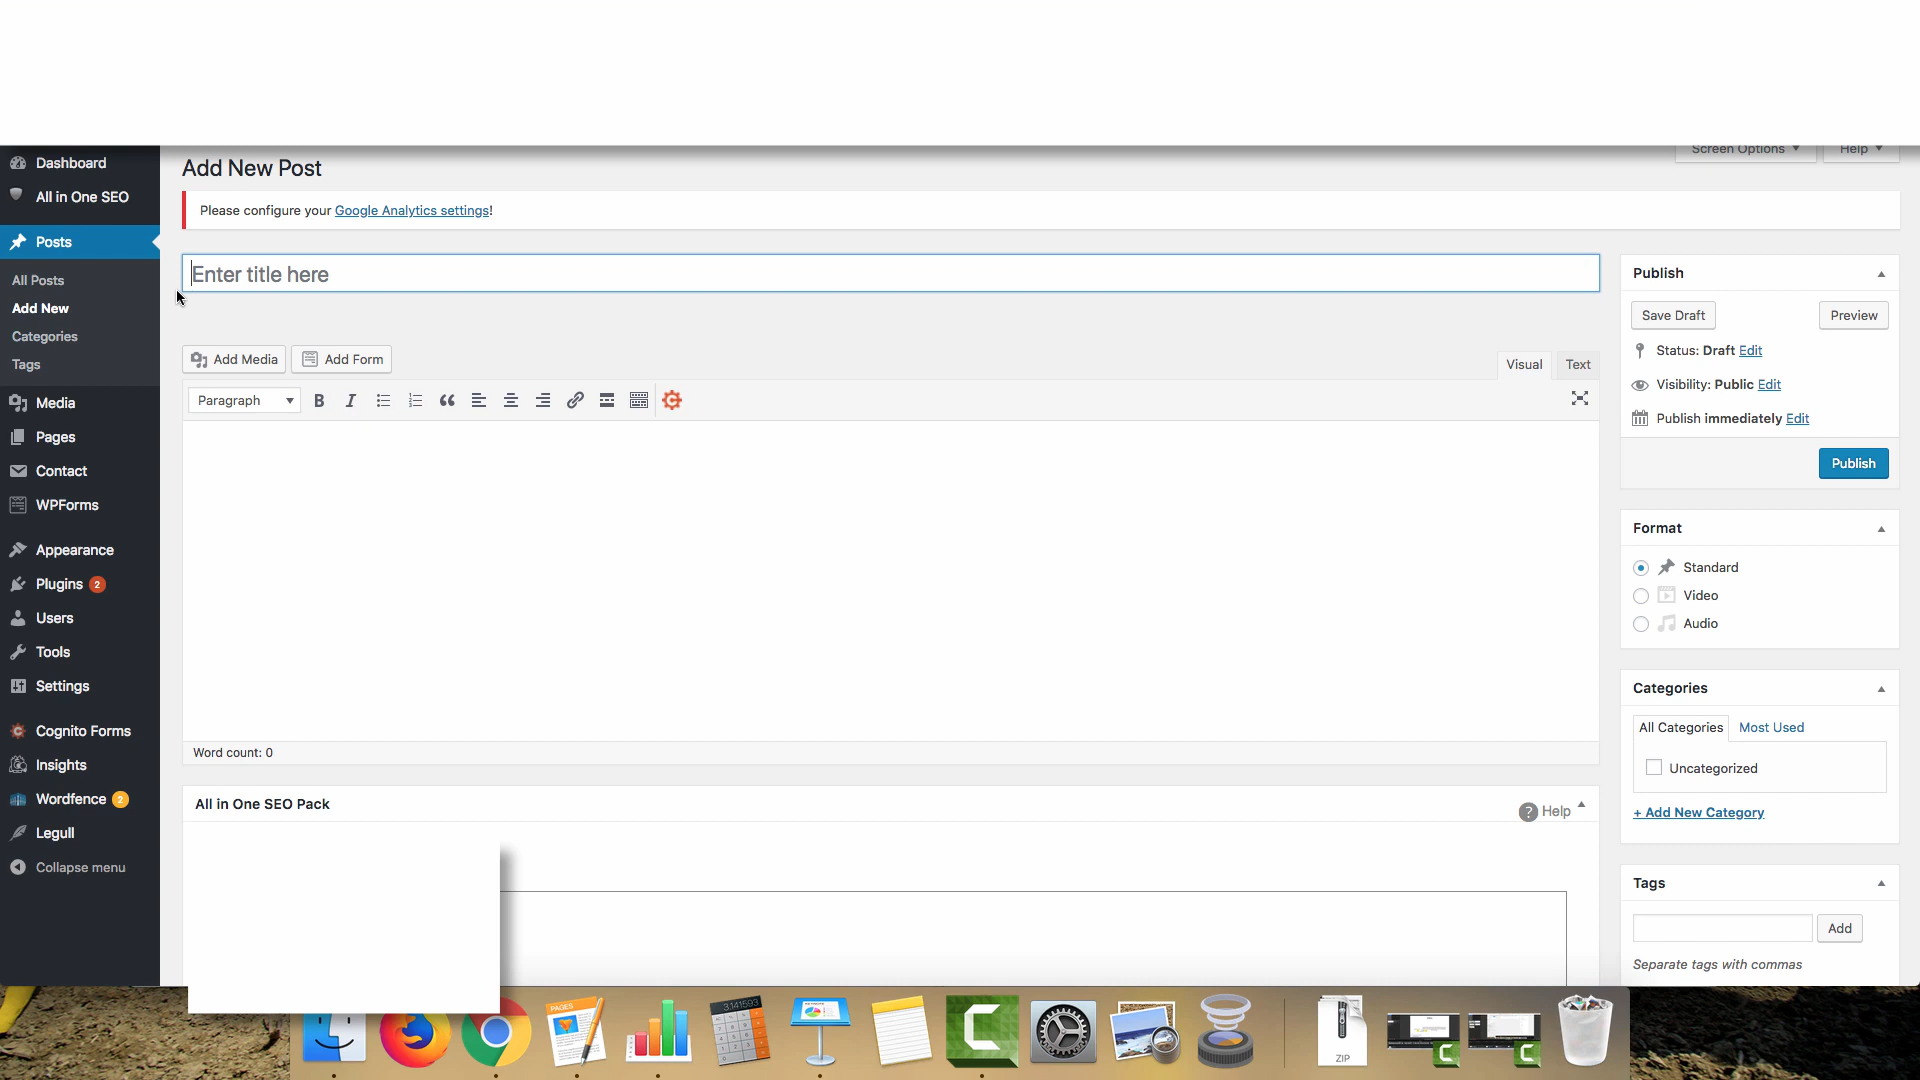 Screen Options
Help
Dashboard
All in One SEO
Posts
All Posts
Add New
Categories
Tags
Media
Pages
Contact
WPForms
Appearance
Plugins 2
Users
Tools
Settings
Cognito Forms
Insights
Wordfence 2
Legull
Collapse menu
Add New Post
Please configure your Google Analytics settings!
Enter title here
Add Media
Add Form
Visual
Text
Paragraph
B I
Word count: 0
All in One SEO Pack
? Help
Publish
Save Draft
Preview
Status: Draft Edit
Visibility: Public Edit
Publish immediately Edit
Publish
Format
Standard
Video
Audio
Categories
All Categories
Most Used
Uncategorized
+ Add New Category
Tags
Add
Separate tags with commas
PAGES
3.141593
ZIP